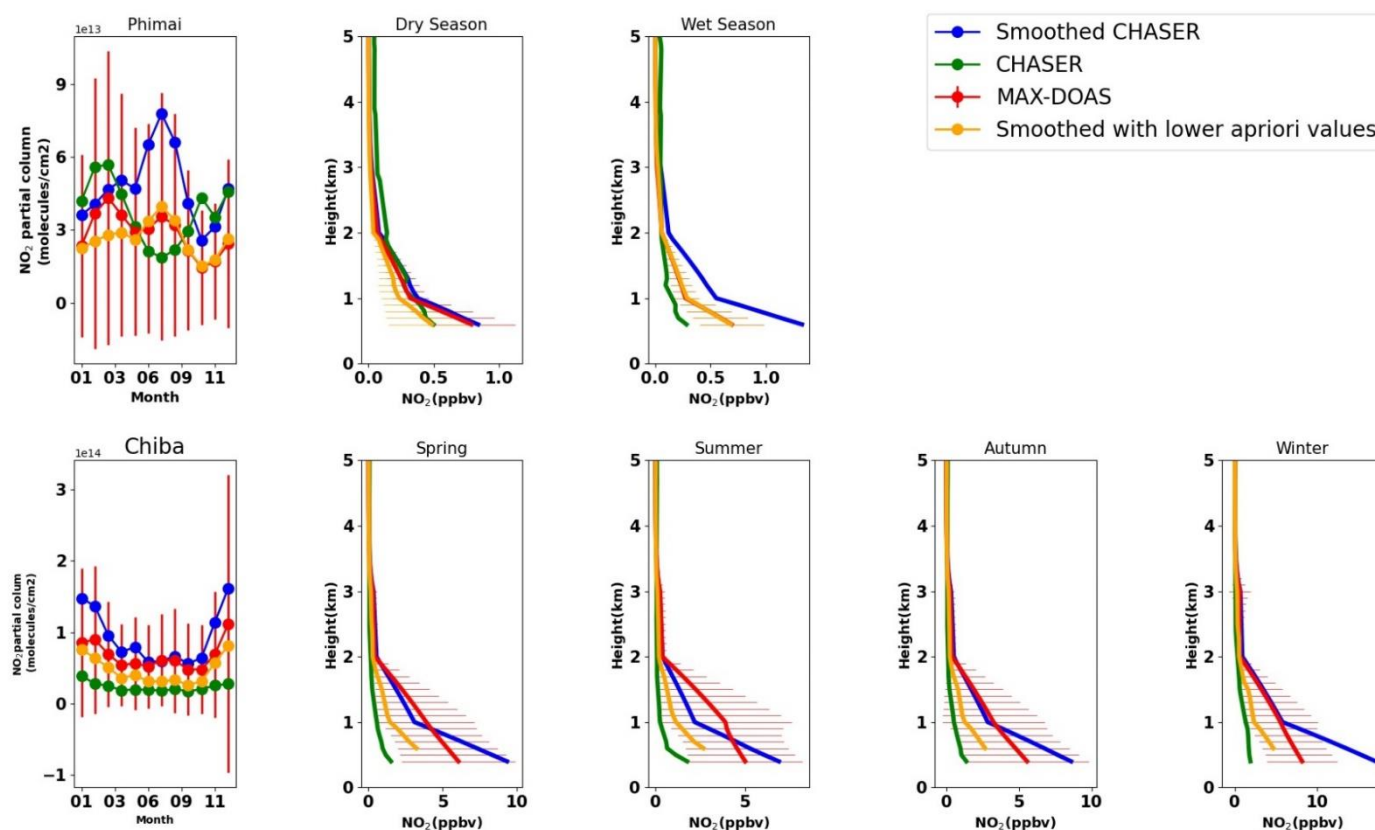 Phimai
1e13
9
6
3
0
NO₂ partial column
(molecules/cm2)
01 03 06 09 11
Month
Dry Season
5
4
3
2
1
0
Height(km)
0.0 0.5 1.0
NO₂(ppbv)
Wet Season
5
4
3
2
1
0
Height(km)
0.0 0.5 1.0
NO₂(ppbv)
Smoothed CHASER
CHASER
MAX-DOAS
Smoothed with lower apriori values
Chiba
1e14
3
2
1
0
−1
NO₂partial colum
(molecules/cm2)
01 03 06 09 11
Month
Spring
5
4
3
2
1
0
Height(km)
0 5 10
NO₂(ppbv)
Summer
5
4
3
2
1
0
Height(km)
0 5
NO₂(ppbv)
Autumn
5
4
3
2
1
0
Height(km)
0 5 10
NO₂(ppbv)
Winter
5
4
3
2
1
0
Height(km)
0 10
NO₂(ppbv)